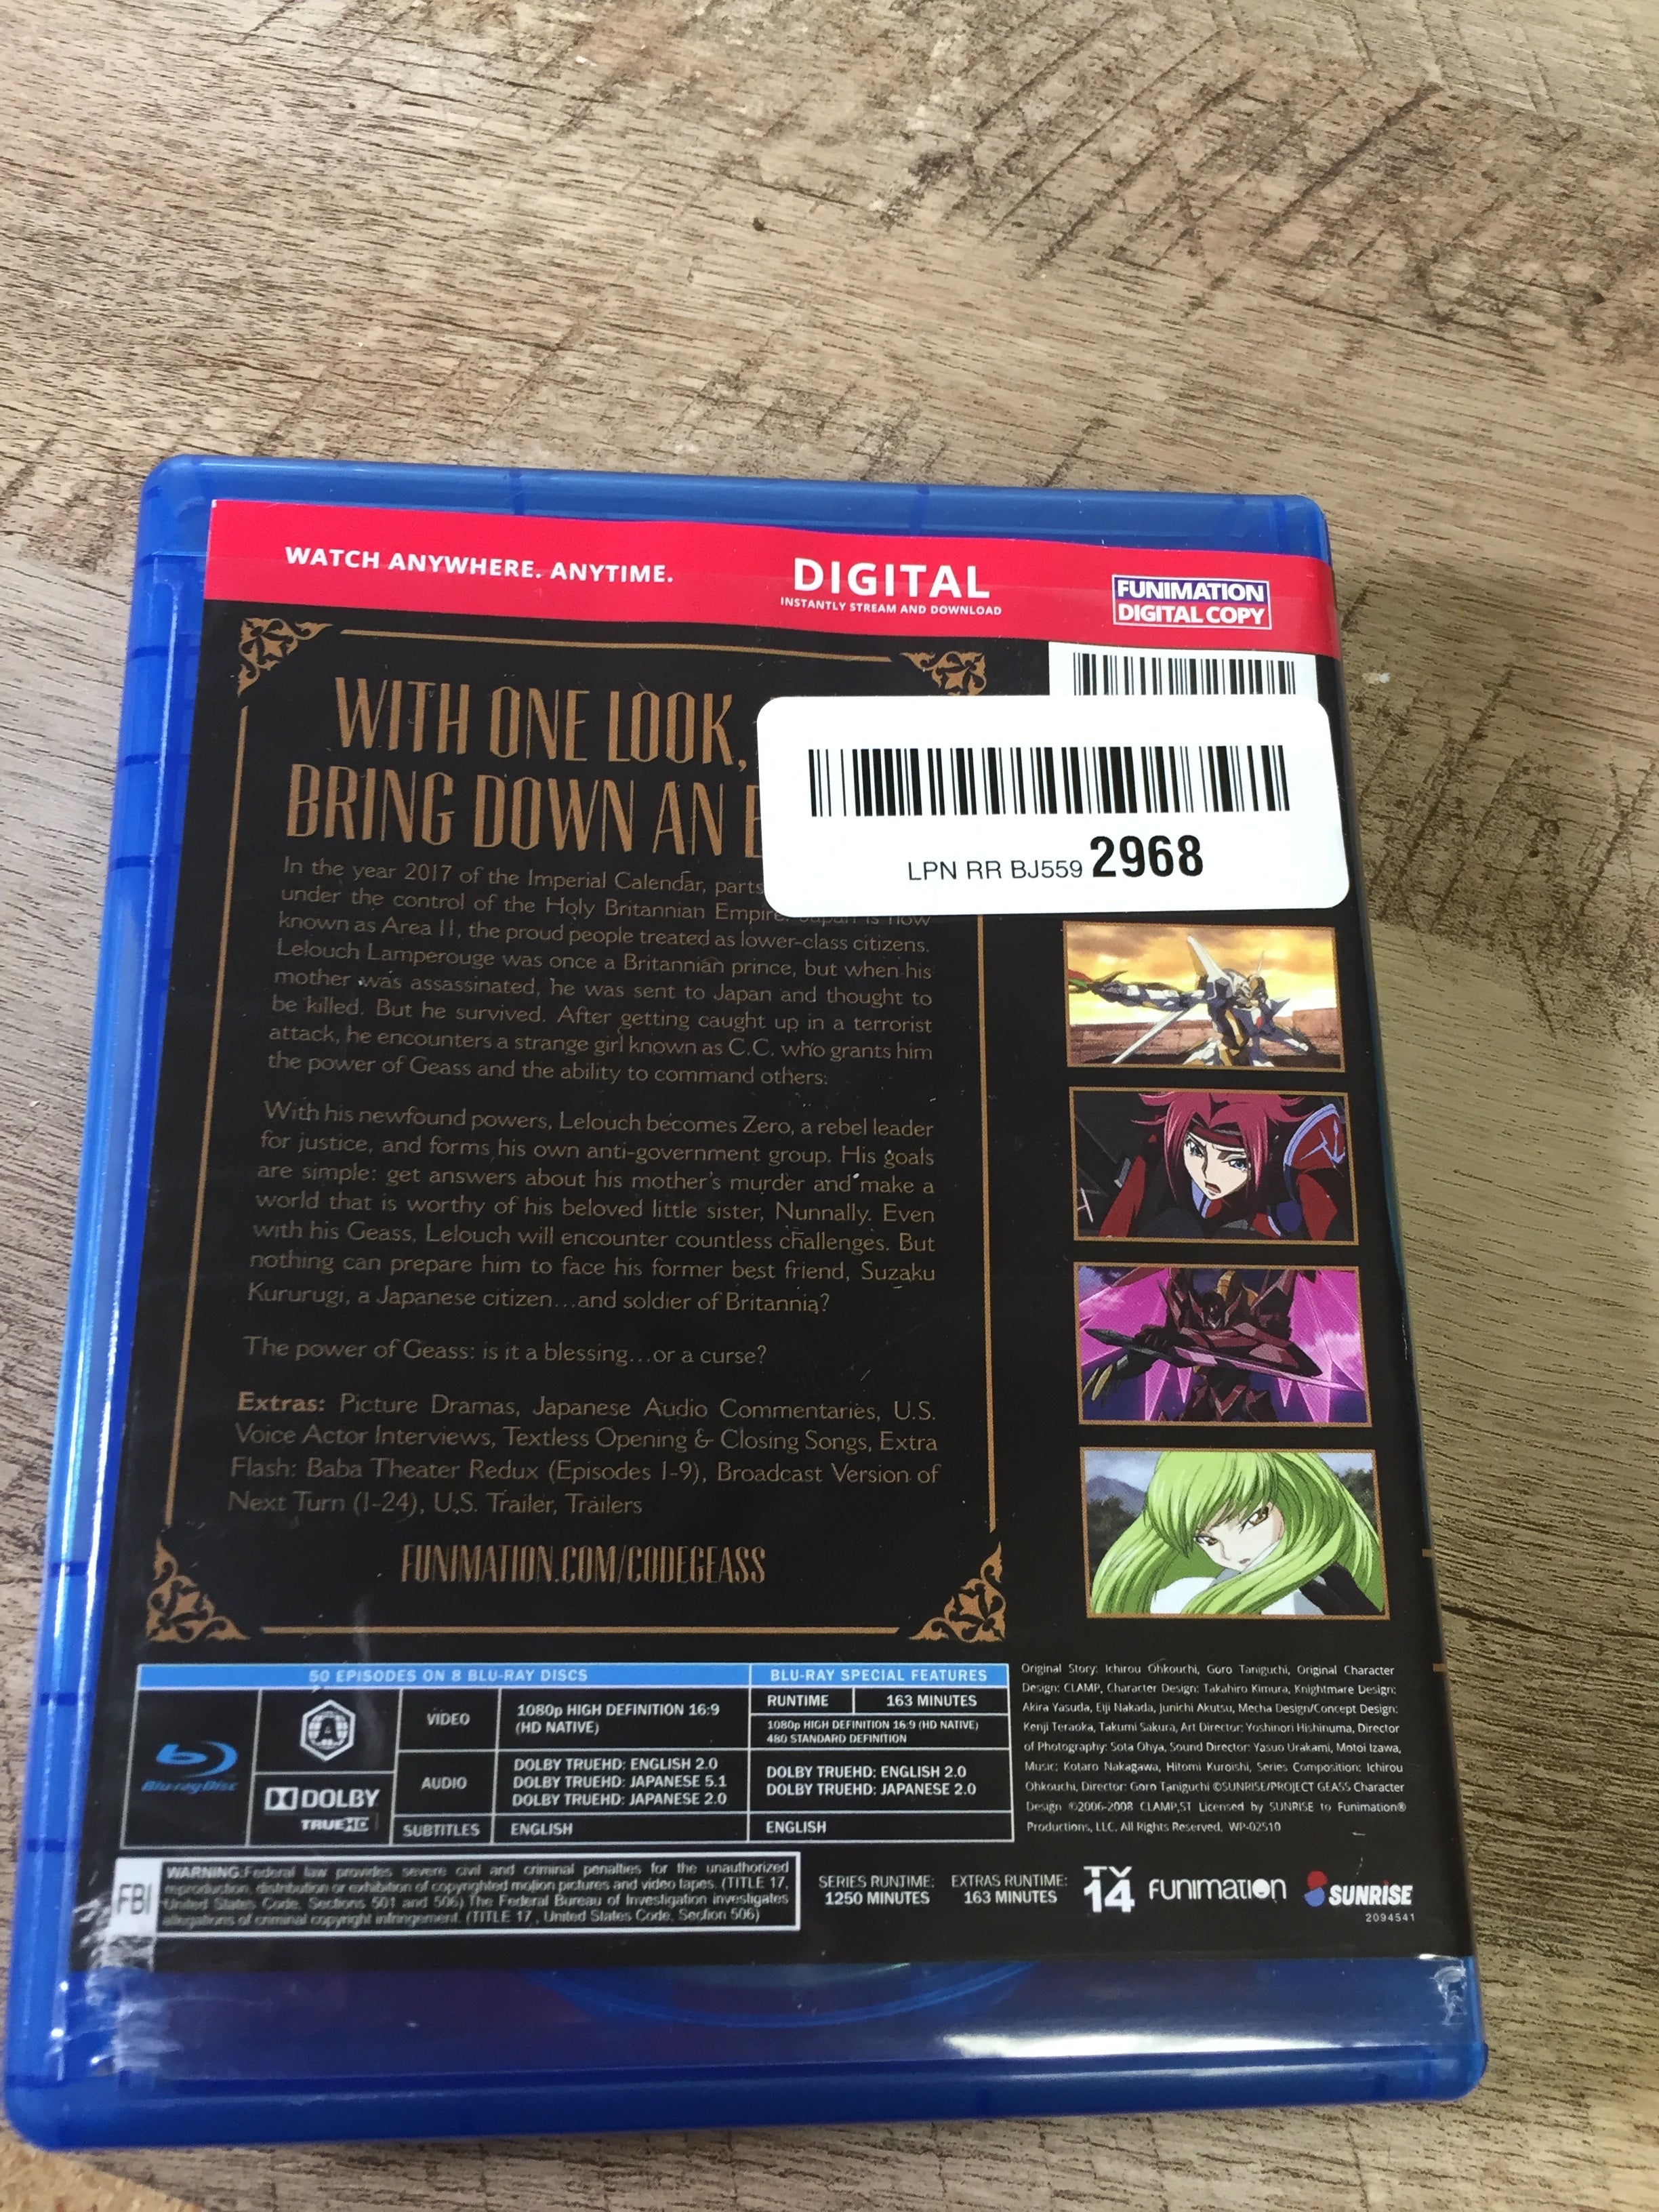 WATCH ANYWHERE. ANYTIME.
DIGITAL
INSTANTLY STREAM AND DOWNLOAD
FUNIMATION
DIGITAL COPY
WITH ONE LOOK,
BRING DOWN AN
LPN RR BJ559 2968
In the year 2017 of the Imperial Calendar, parts
under the control of the Holy Britannian Empire. Japan is now
known as Area 11, the proud people treated as lower-class citizens.
Lelouch Lamperouge was once a Britannian prince, but when his
mother was assassinated, he was sent to Japan and thought to
be killed. But he survived. After getting caught up in a terrorist
attack, he encounters a strange girl known as C.C. who grants him
the power of Geass and the ability to command others.
With his newfound powers, Lelouch becomes Zero, a rebel leader
for justice, and forms his own anti-government group. His goals
are simple: get answers about his mother's murder and make a
world that is worthy of his beloved little sister, Nunnally. Even
with his Geass, Lelouch will encounter countless challenges. But
nothing can prepare him to face his former best friend, Suzaku
Kururugi, a Japanese citizen...and soldier of Britannia?
The power of Geass: is it a blessing...or a curse?
Extras: Picture Dramas, Japanese Audio Commentaries, U.S.
Voice Actor Interviews, Textless Opening & Closing Songs, Extra
Flash: Baba Theater Redux (Episodes 1-9), Broadcast Version of
Next Turn (1-24), U.S. Trailer, Trailers
FUNIMATION.COM/CODEGEASS
50 EPISODES ON 8 BLU-RAY DISCS
Blu-ray Disc
A
DOLBY
TRUEHD
VIDEO
1080p HIGH DEFINITION 16:9
(HD NATIVE)
AUDIO
DOLBY TRUEHD: ENGLISH 2.0
DOLBY TRUEHD: JAPANESE 5.1
DOLBY TRUEHD: JAPANESE 2.0
SUBTITLES
ENGLISH
BLU-RAY SPECIAL FEATURES
RUNTIME 163 MINUTES
1080p HIGH DEFINITION 16:9 (HD NATIVE)
480 STANDARD DEFINITION
DOLBY TRUEHD: ENGLISH 2.0
DOLBY TRUEHD: JAPANESE 2.0
ENGLISH
Original Story: Ichirou Ohkouchi, Goro Taniguchi, Original Character
Design: CLAMP, Character Design: Takahiro Kimura, Knightmare Design:
Akira Yasuda, Eiji Nakada, Junichi Akutsu, Mecha Design/Concept Design:
Kenji Teraoka, Takumi Sakura, Art Director: Yoshinori Hishinuma, Director
of Photography: Sota Ohya, Sound Director: Yasuo Urakami, Motoi Izawa,
Music: Kotaro Nakagawa, Hitomi Kuroishi, Series Composition: Ichirou
Ohkouchi, Director: Goro Taniguchi ©SUNRISE/PROJECT GEASS Character
Design ©2006-2008 CLAMP,ST Licensed by SUNRISE to Funimation®
Productions, LLC. All Rights Reserved. WP-02510
FBI
WARNING:Federal law provides severe civil and criminal penalties for the unauthorized
reproduction, distribution or exhibition of copyrighted motion pictures and video tapes. (TITLE 17,
United States Code, Sections 501 and 506) The Federal Bureau of Investigation investigates
allegations of criminal copyright infringement. (TITLE 17, United States Code, Section 506)
SERIES RUNTIME:
1250 MINUTES
EXTRAS RUNTIME:
163 MINUTES
TV
14
FUNIMATION
SUNRISE
2094541